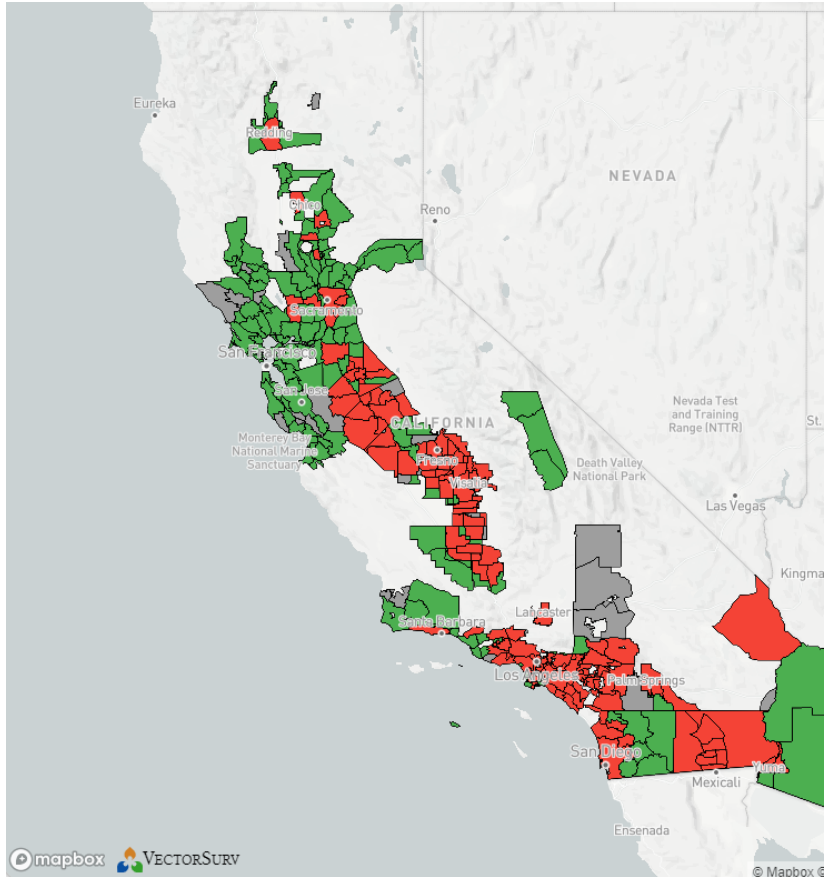 Eureka
Redding
NEVADA
Chico
Reno
Sacramento
San Francisco
San Jose
Nevada Test
and Training
Range (NTTR)
St.
CALIFORNIA
Monterey Bay
National Marine
Sanctuary
Fresno
Death Valley
National Park
Visalia
Las Vegas
Kingma
Lancaster
Santa Barbara
Los Angeles
Palm Springs
San Diego
Yuma
Mexicali
Ensenada
mapbox
VECTORSURV
© Mapbox ©